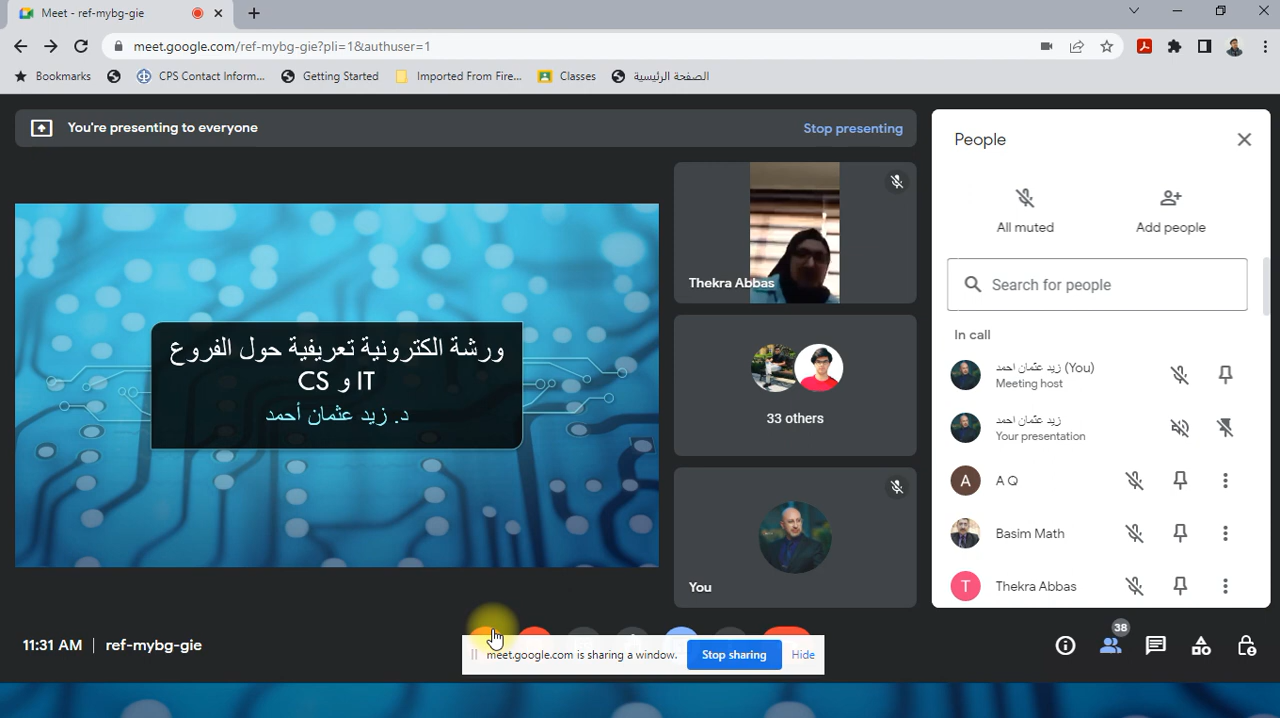 Meet - ref-mybg-gie
meet.google.com/ref-mybg-gie?pli=1&authuser=1
Bookmarks
CPS Contact Inform...
Getting Started
Imported From Fire...
Classes
الصفحة الرئيسية
You're presenting to everyone
Stop presenting
ورشة الكترونية تعريفية حول الفروع
IT و CS
د. زيد عثمان أحمد
Thekra Abbas
33 others
You
People
All muted
Add people
Search for people
In call
زيد عثمان احمد (You)
Meeting host
زيد عثمان احمد
Your presentation
A
A Q
Basim Math
T
Thekra Abbas
11:31 AM
ref-mybg-gie
meet.google.com is sharing a window.
Stop sharing
Hide
38